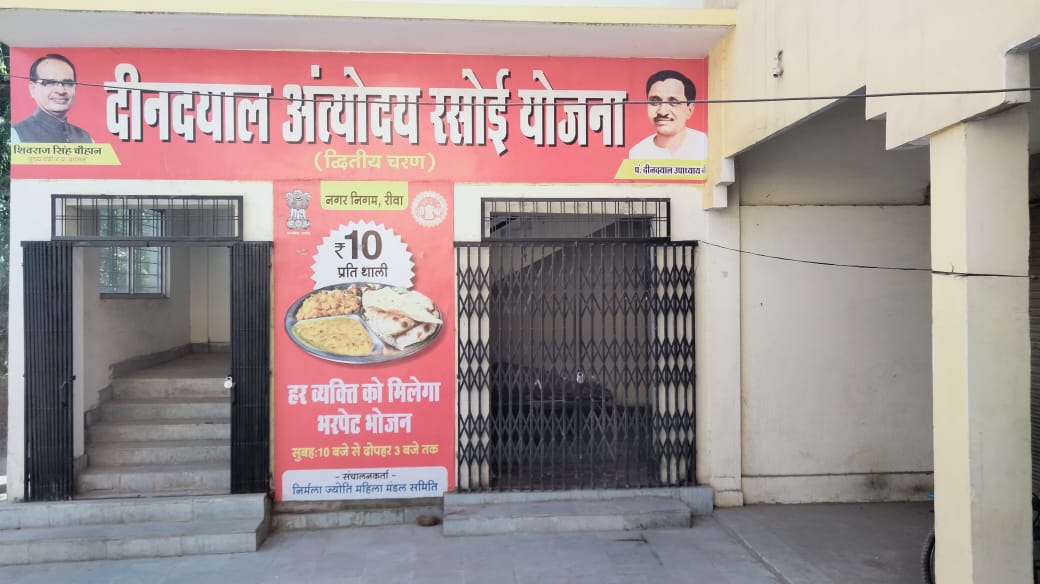 दीनदयाल अंत्योदय रसोई योजना
(द्वितीय चरण)
शिवराज सिंह चौहान
पं. दीनदयाल उपाध्याय
नगर निगम, रीवा
₹10
प्रति थाली
हर व्यक्ति को मिलेगा
भरपेट भोजन
सुबह:10 बजे से दोपहर 3 बजे तक
- संचालनकर्ता -
निर्मला ज्योति महिला मंडल समिति